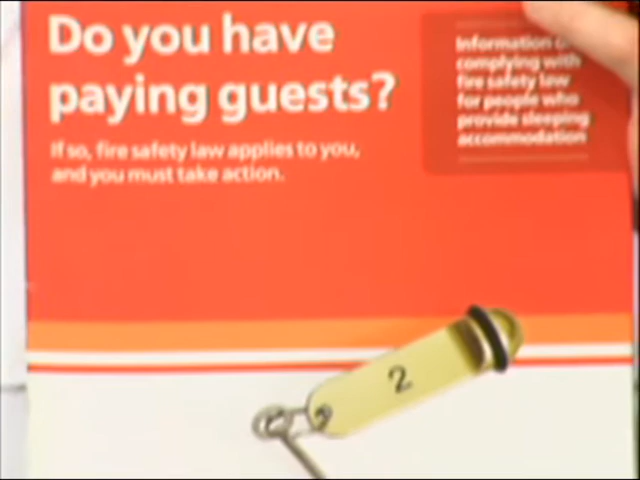 Do you have
paying guests?
If so, fire safety law applies to you,
and you must take action.
Information
complying with
fire safety law
for people who
provide sleeping
accommodation
2